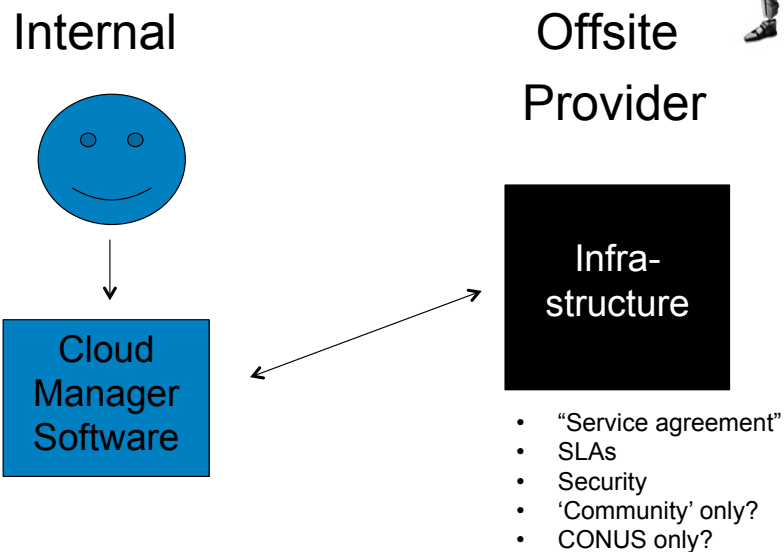 Internal
Offsite
Provider
Cloud
Manager
Software
Infra-
structure
• “Service agreement”
• SLAs
• Security
• ‘Community’ only?
• CONUS only?